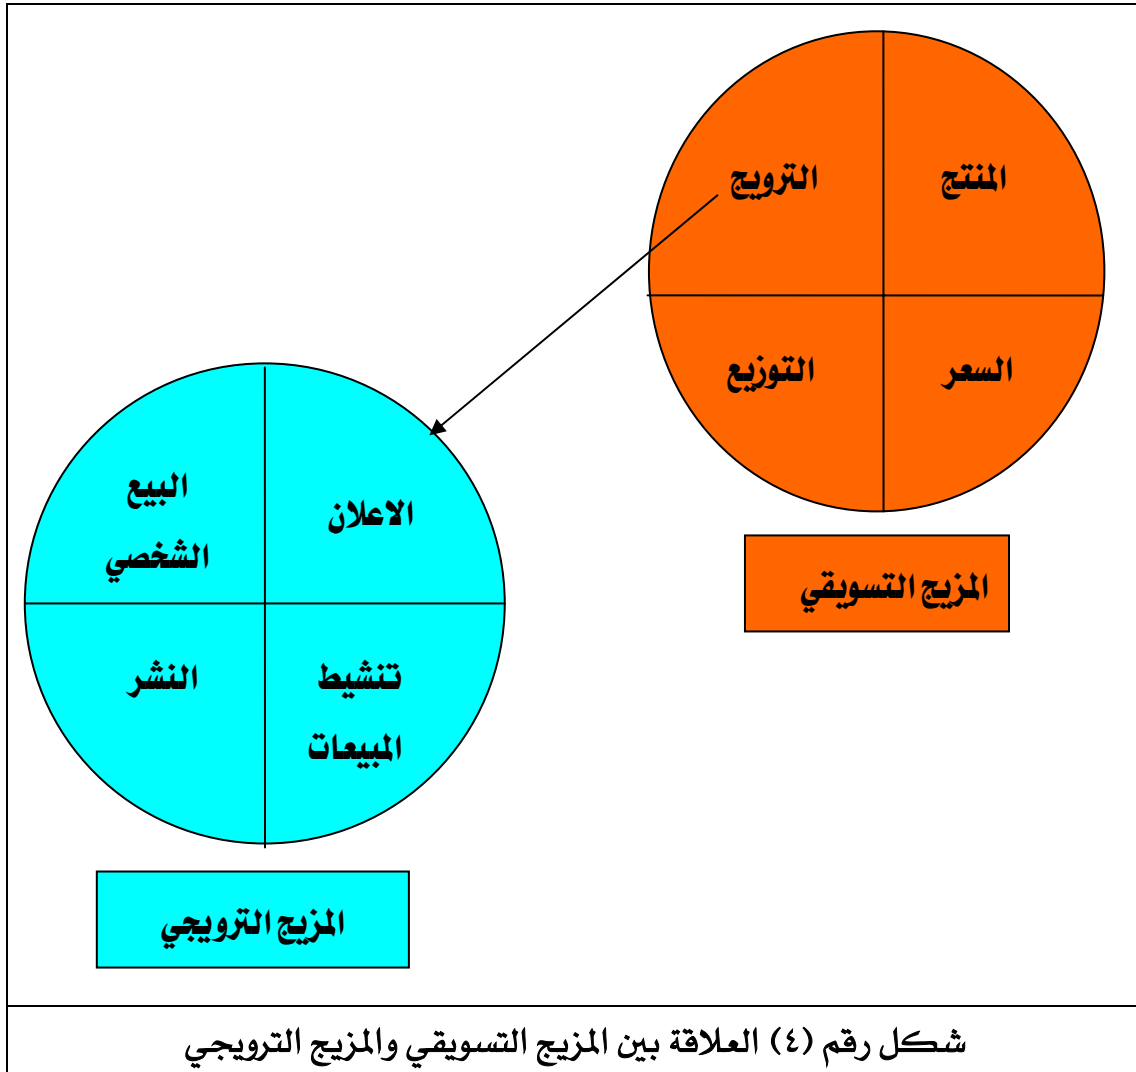 المنتج
الترويج
السعر
التوزيع
المزيج التسويقي
الاعلان
البيع
الشخصي
تنشيط
المبيعات
النشر
المزيج الترويجي
شكل رقم (٤) العلاقة بين المزيج التسويقي والمزيج الترويجي